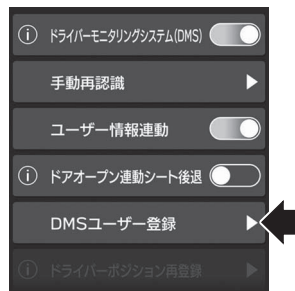 ⓘ ドライバーモニタリングシステム(DMS)
手動再認識
ユーザー情報連動
ⓘ ドアオープン連動シート後退
DMSユーザー登録
ⓘ ドライバーポジション再登録